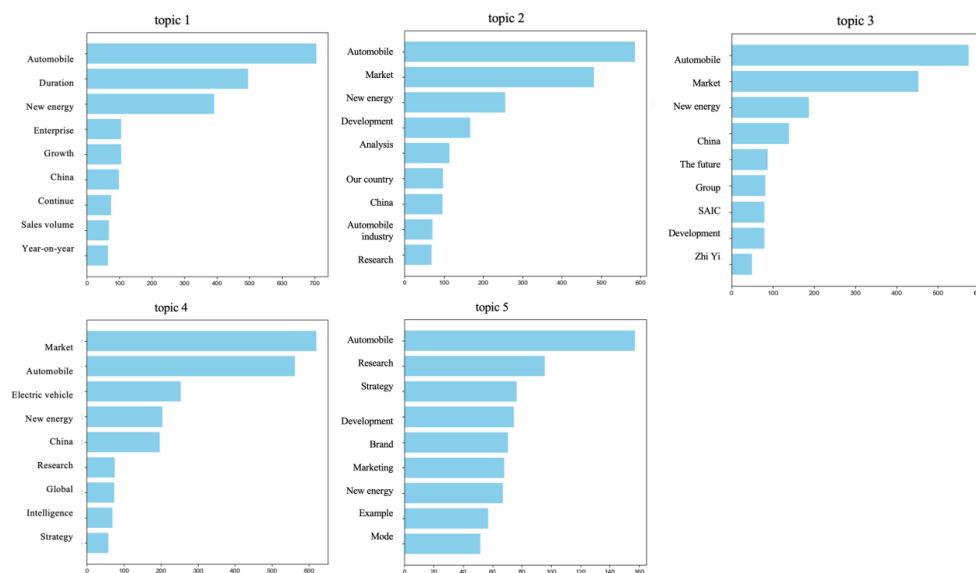 topic 1
Automobile
Duration
New energy
Enterprise
Growth
China
Continue
Sales volume
Year-on-year
0 100 200 300 400 500 600 700
topic 2
Automobile
Market
New energy
Development
Analysis
Our country
China
Automobile
industry
Research
0 100 200 300 400 500 600
topic 3
Automobile
Market
New energy
China
The future
Group
SAIC
Development
Zhi Yi
0 100 200 300 400 500
topic 4
Market
Automobile
Electric vehicle
New energy
China
Research
Global
Intelligence
Strategy
0 100 200 300 400 500 600
topic 5
Automobile
Research
Strategy
Development
Brand
Marketing
New energy
Example
Mode
0 20 40 60 80 100 120 140 160